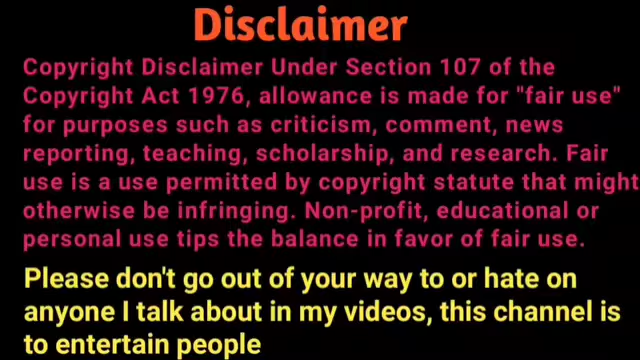 Disclaimer
Copyright Disclaimer Under Section 107 of the
Copyright Act 1976, allowance is made for "fair use"
for purposes such as criticism, comment, news
reporting, teaching, scholarship, and research. Fair
use is a use permitted by copyright statute that might
otherwise be infringing. Non-profit, educational or
personal use tips the balance in favor of fair use.
Please don't go out of your way to or hate on
anyone I talk about in my videos, this channel is
to entertain people